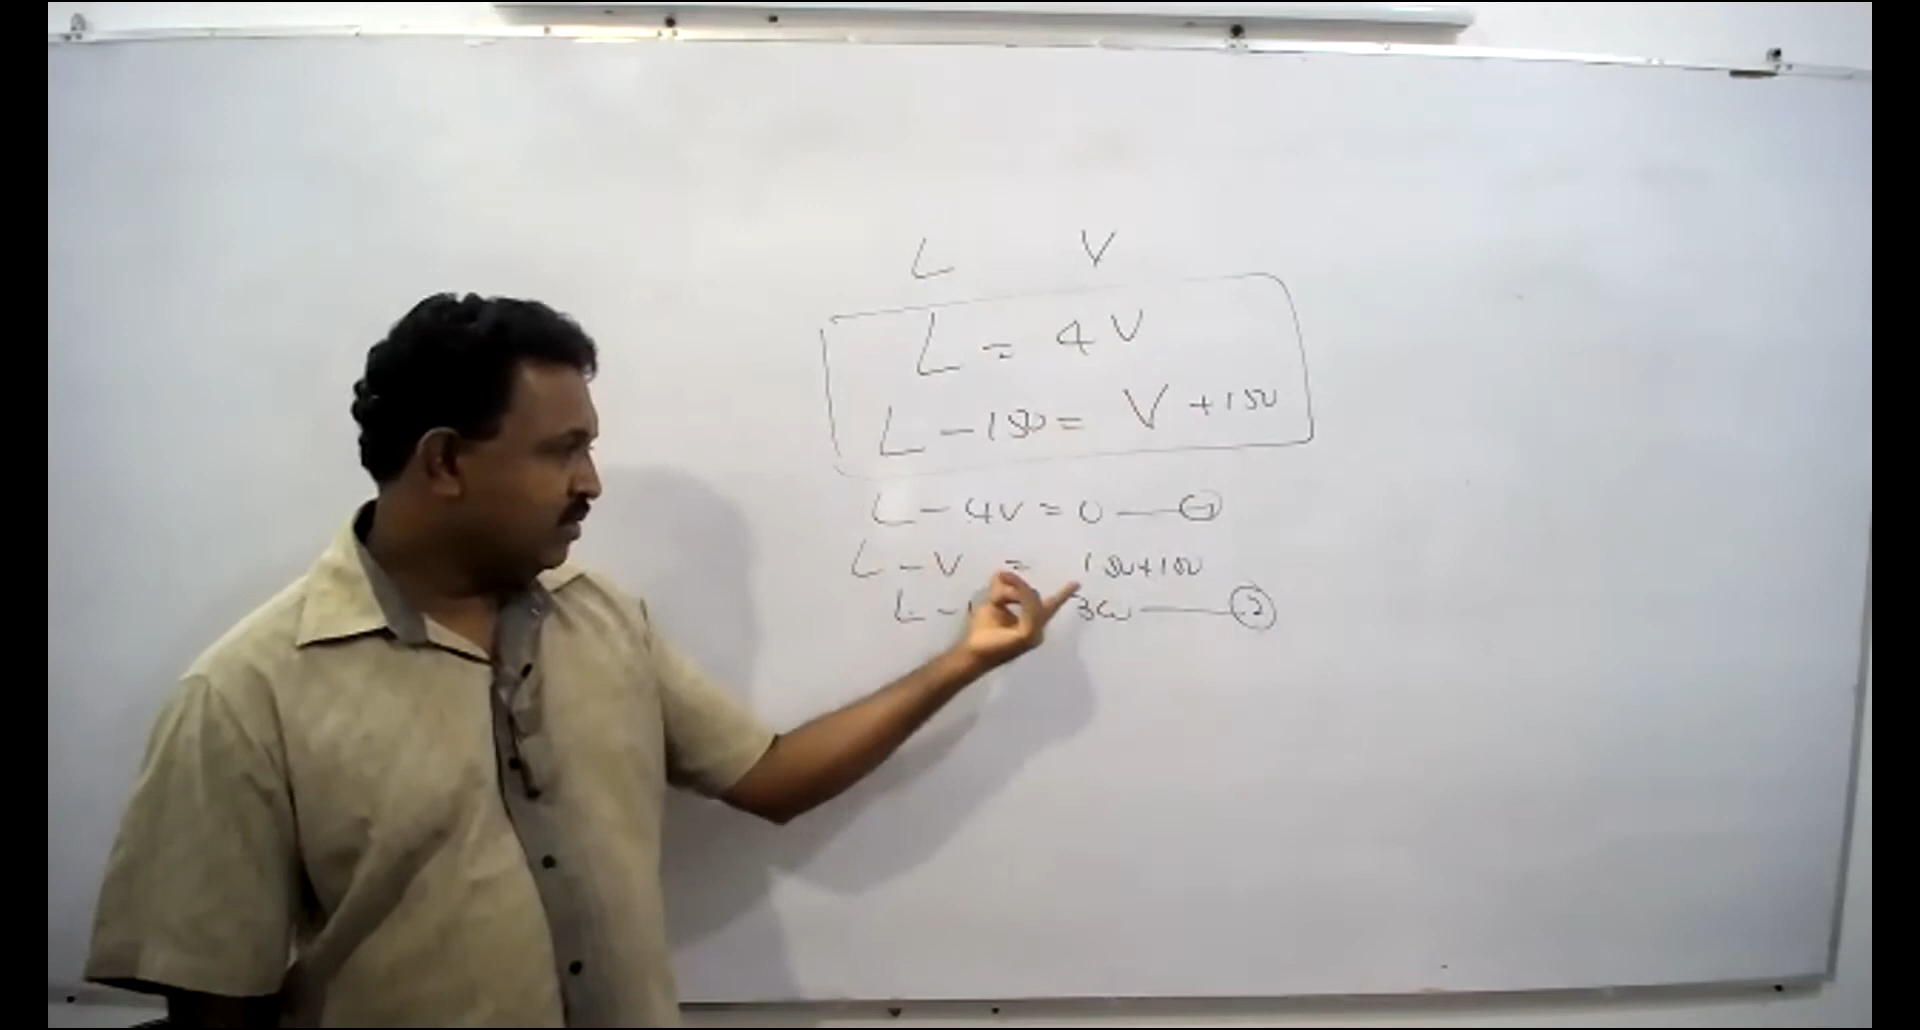 L V
L = 4V
L - 150 = V + 150
L - 4V = 0 — ①
L - V = 150+150
L - = 300 — ②